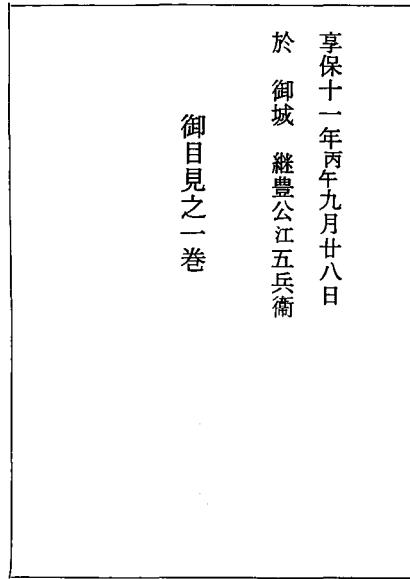 享保十一年丙午九月廿八日
於　御城　継豊公江五兵衞
御目見之一巻